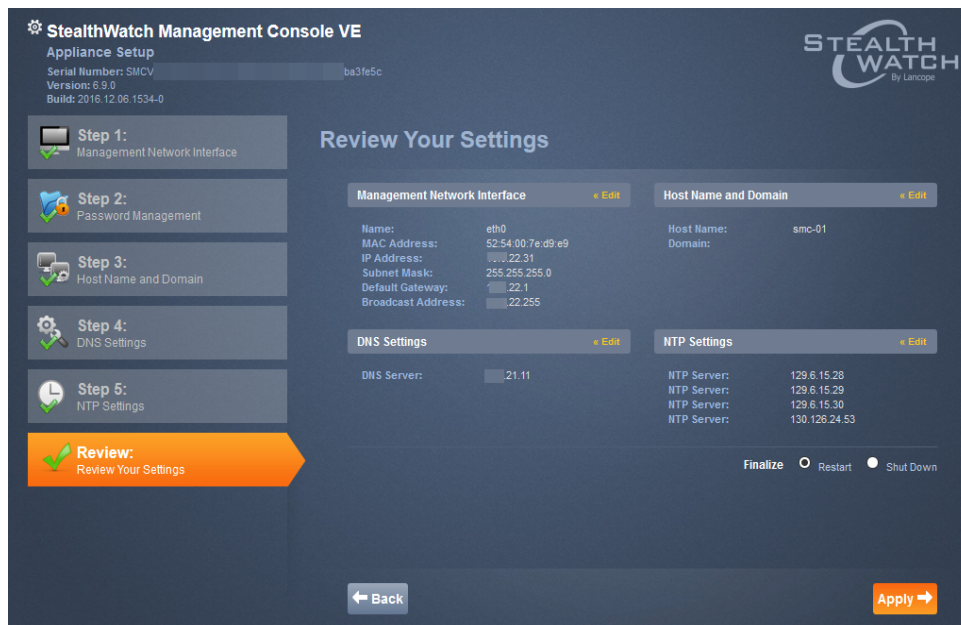 StealthWatch Management Console VE
Appliance Setup
Serial Number: SMCV ba3fe5c
Version: 6.9.0
Build: 2016.12.06.1534-0
STEALTH
WATCH
By Lancope
Step 1:
Management Network Interface
Step 2:
Password Management
Step 3:
Host Name and Domain
Step 4:
DNS Settings
Step 5:
NTP Settings
Review:
Review Your Settings
Review Your Settings
Management Network Interface « Edit
Name: eth0
MAC Address: 52:54:00:7e:d9:e9
IP Address: .22.31
Subnet Mask: 255.255.255.0
Default Gateway: .22.1
Broadcast Address: .22.255
Host Name and Domain « Edit
Host Name: smc-01
Domain:
DNS Settings « Edit
DNS Server: .21.11
NTP Settings « Edit
NTP Server: 129.6.15.28
NTP Server: 129.6.15.29
NTP Server: 129.6.15.30
NTP Server: 130.126.24.53
Finalize Restart Shut Down
Back
Apply